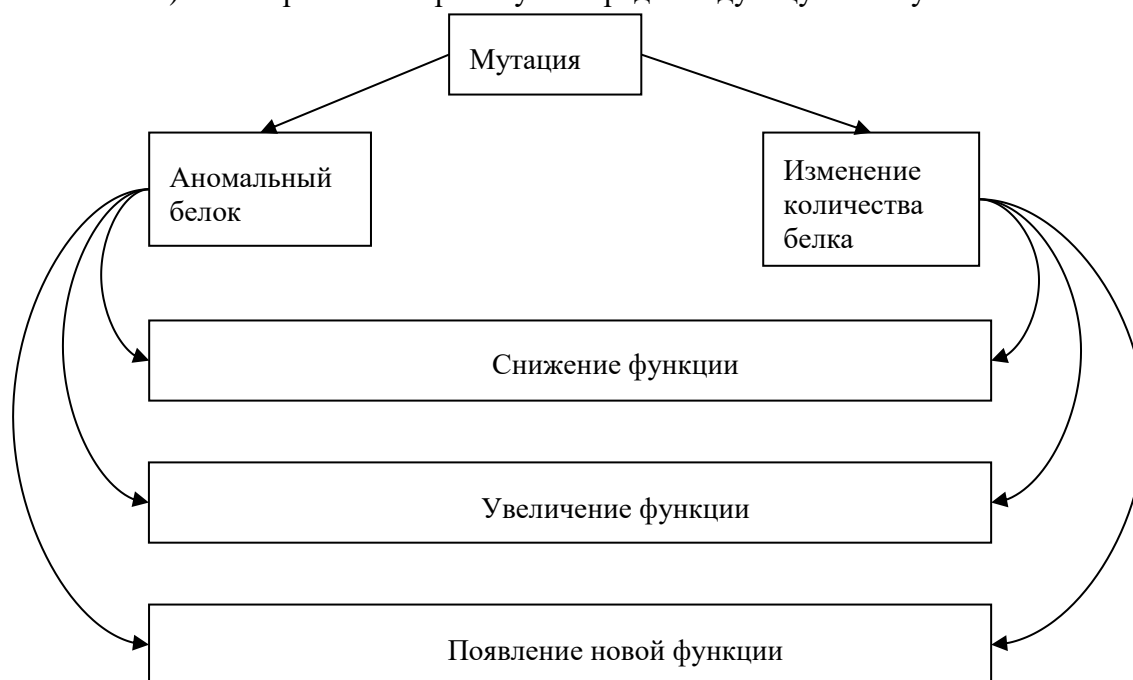 Мутация
Аномальный
белок
Изменение
количества
белка
Снижение функции
Увеличение функции
Появление новой функции